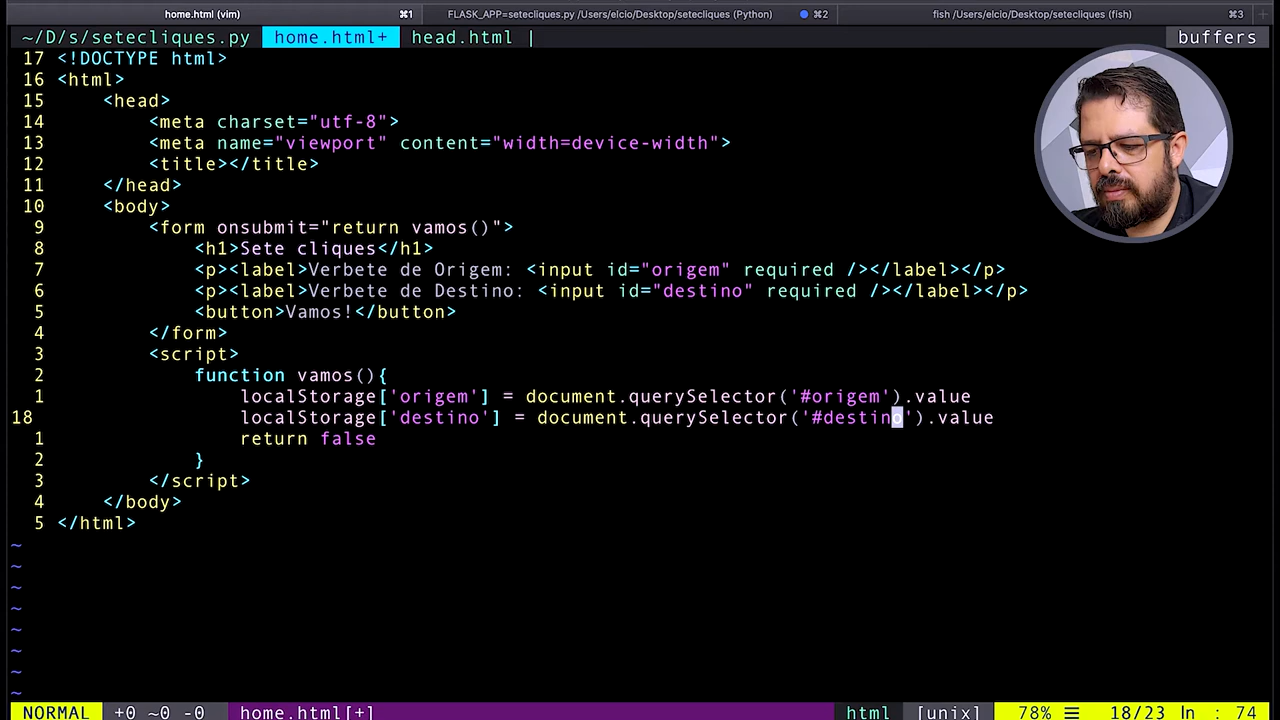 home.html (vim) ⌘1 FLASK_APP=setecliques.py /Users/elcio/Desktop/setecliques (Python) ⌘2 fish /Users/elcio/Desktop/setecliques (fish) ⌘3
~/D/s/setecliques.py home.html+ head.html | buffers
17 <!DOCTYPE html>
16 <html>
15 <head>
14 <meta charset="utf-8">
13 <meta name="viewport" content="width=device-width">
12 <title></title>
11 </head>
10 <body>
9 <form onsubmit="return vamos()">
8 <h1>Sete cliques</h1>
7 <p><label>Verbete de Origem: <input id="origem" required /></label></p>
6 <p><label>Verbete de Destino: <input id="destino" required /></label></p>
5 <button>Vamos!</button>
4 </form>
3 <script>
2 function vamos(){
1 localStorage['origem'] = document.querySelector('#origem').value
18 localStorage['destino'] = document.querySelector('#destino').value
1 return false
2 }
3 </script>
4 </body>
5 </html>
~
~
~
~
~
~
~
~
NORMAL +0 ~0 -0 home.html[+] html [unix] 78% ☰ 18/23 ln : 74